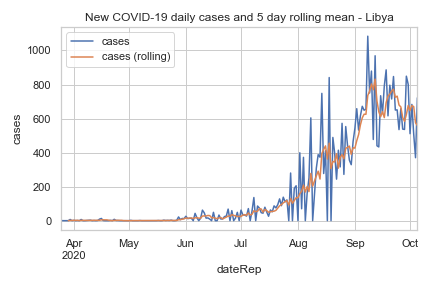 New COVID-19 daily cases and 5 day rolling mean - Libya
cases
cases (rolling)
1000
800
600
400
200
0
cases
Apr
2020
May
Jun
Jul
Aug
Sep
Oct
dateRep